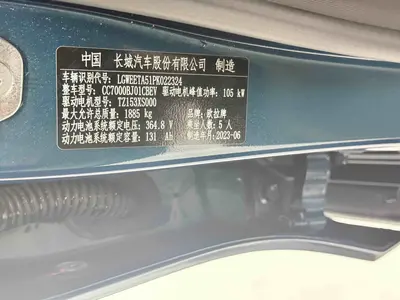 中国 长城汽车股份有限公司 制造
车辆识别代号：LGWEETA51PK022324
整车型号：CC7000BJ01CBEV 驱动电机峰值功率：105 kW
驱动电机型号：TZ153XS000
最大允许总质量：1885 kg 品牌：欧拉牌
动力电池系统额定电压：364.8 V 乘坐人数：5 人
动力电池系统额定容量：131 Ah 制造年月：2023-06